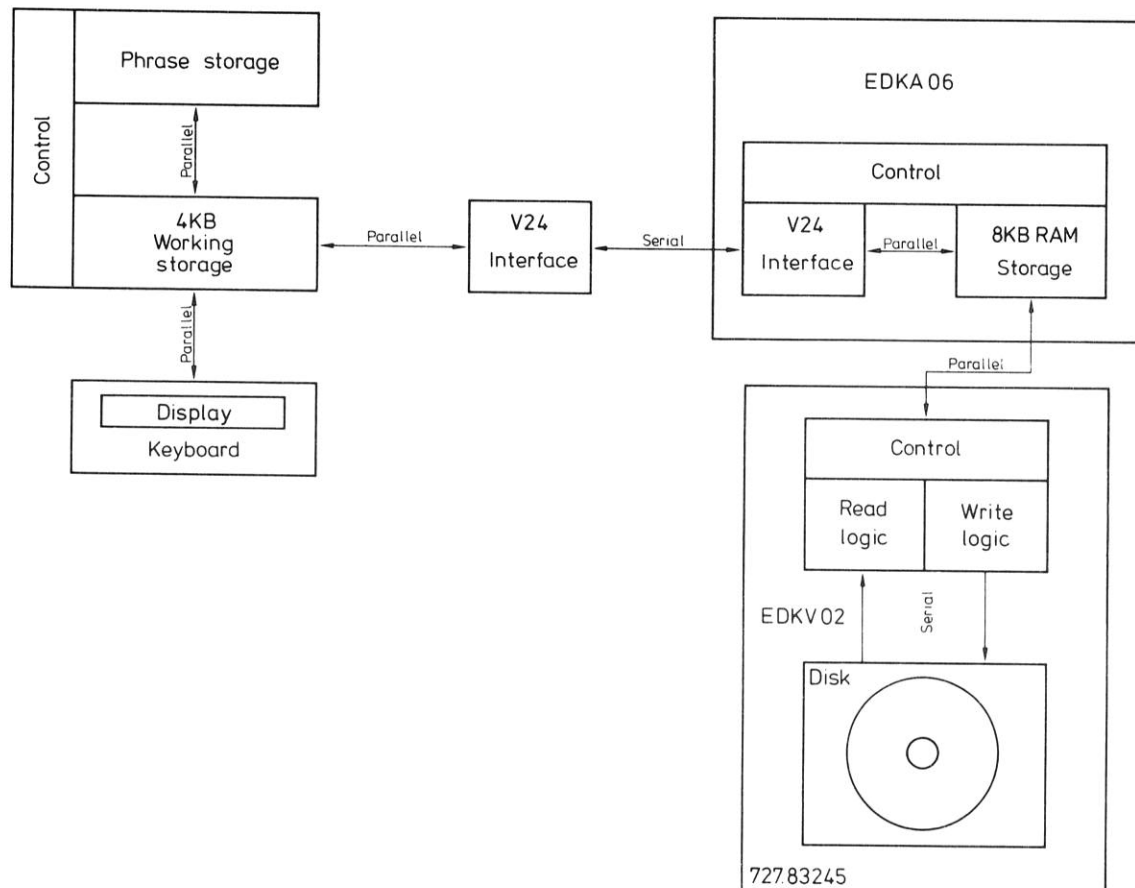 Control
Phrase storage
Parallel
4KB
Working
storage
Parallel
Display
Keyboard
Parallel
V24
Interface
Serial
EDKA 06
Control
V24
Interface
Parallel
8KB RAM
Storage
Parallel
Control
Read
logic
Write
logic
EDKV 02
Serial
Disk
727.83245